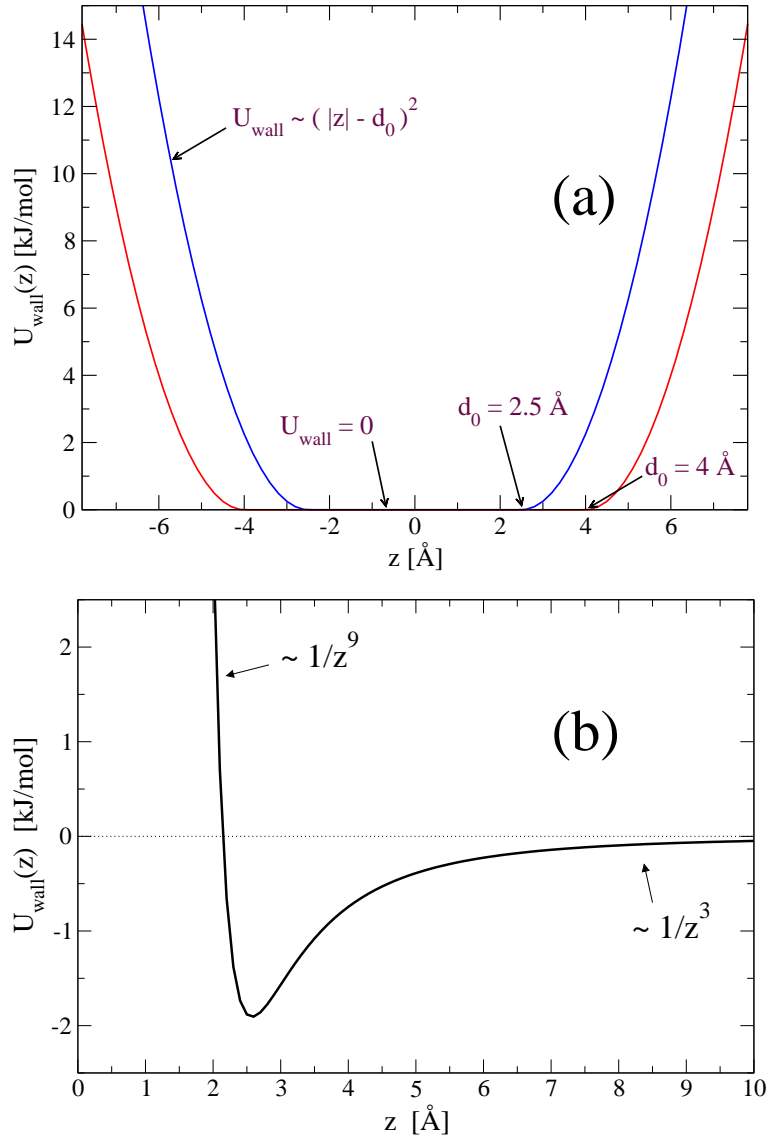 14
12
10
8
6
4
2
0
U_wall(z) [kJ/mol]
U_wall ~ ( |z| - d_0 )^2
(a)
U_wall = 0
d_0 = 2.5 Å
d_0 = 4 Å
-6 -4 -2 0 2 4 6
z [Å]
2
1
0
-1
-2
U_wall(z) [kJ/mol]
~ 1/z^9
(b)
~ 1/z^3
0 1 2 3 4 5 6 7 8 9 10
z [Å]